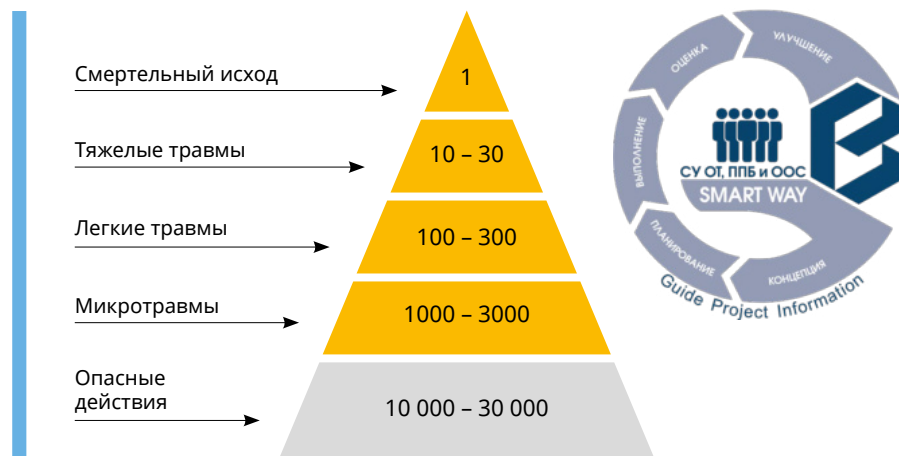 Смертельный исход
1
Тяжелые травмы
10 – 30
Легкие травмы
100 – 300
Микротравмы
1000 – 3000
Опасные
действия
10 000 – 30 000
ОЦЕНКА
УЛУЧШЕНИЕ
ВЫПОЛНЕНИЕ
СУ ОТ, ППБ и ООС
SMART WAY
ПЛАНИРОВАНИЕ
КОНЦЕПЦИЯ
Guide Project Information